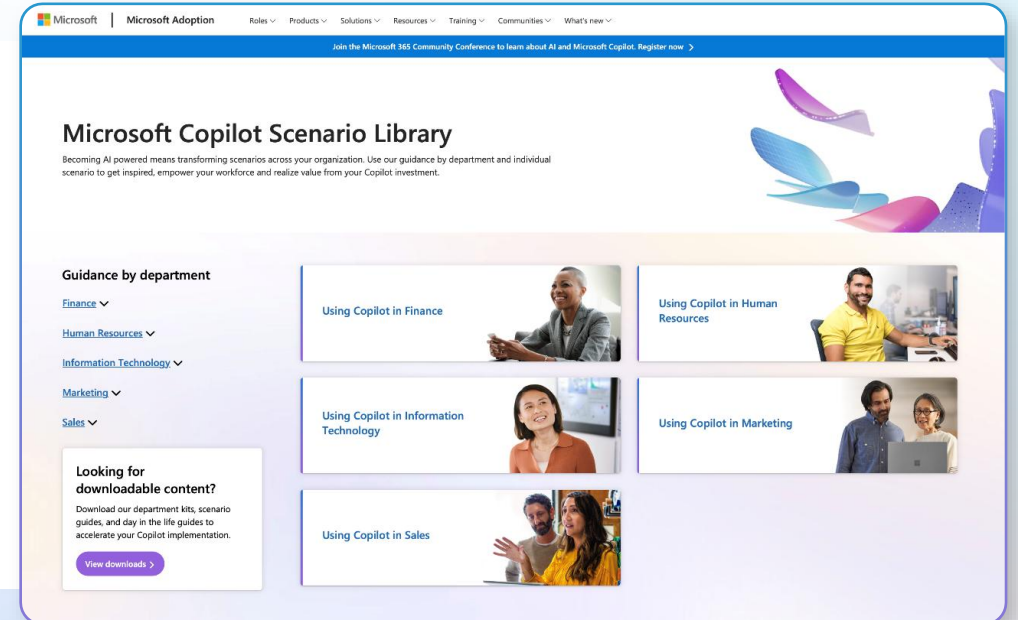 Microsoft
Microsoft Adoption
Roles
Products
Solutions
Resources
Training
Communities
What's new
Join the Microsoft 365 Community Conference to learn about AI and Microsoft Copilot. Register now
Microsoft Copilot Scenario Library
Becoming AI powered means transforming scenarios across your organization. Use our guidance by department and individual
scenario to get inspired, empower your workforce and realize value from your Copilot investment.
Guidance by department
Finance
Human Resources
Information Technology
Marketing
Sales
Looking for
downloadable content?
Download our department kits, scenario
guides, and day in the life guides to
accelerate your Copilot implementation.
View downloads
Using Copilot in Finance
Using Copilot in Human
Resources
Using Copilot in Information
Technology
Using Copilot in Marketing
Using Copilot in Sales